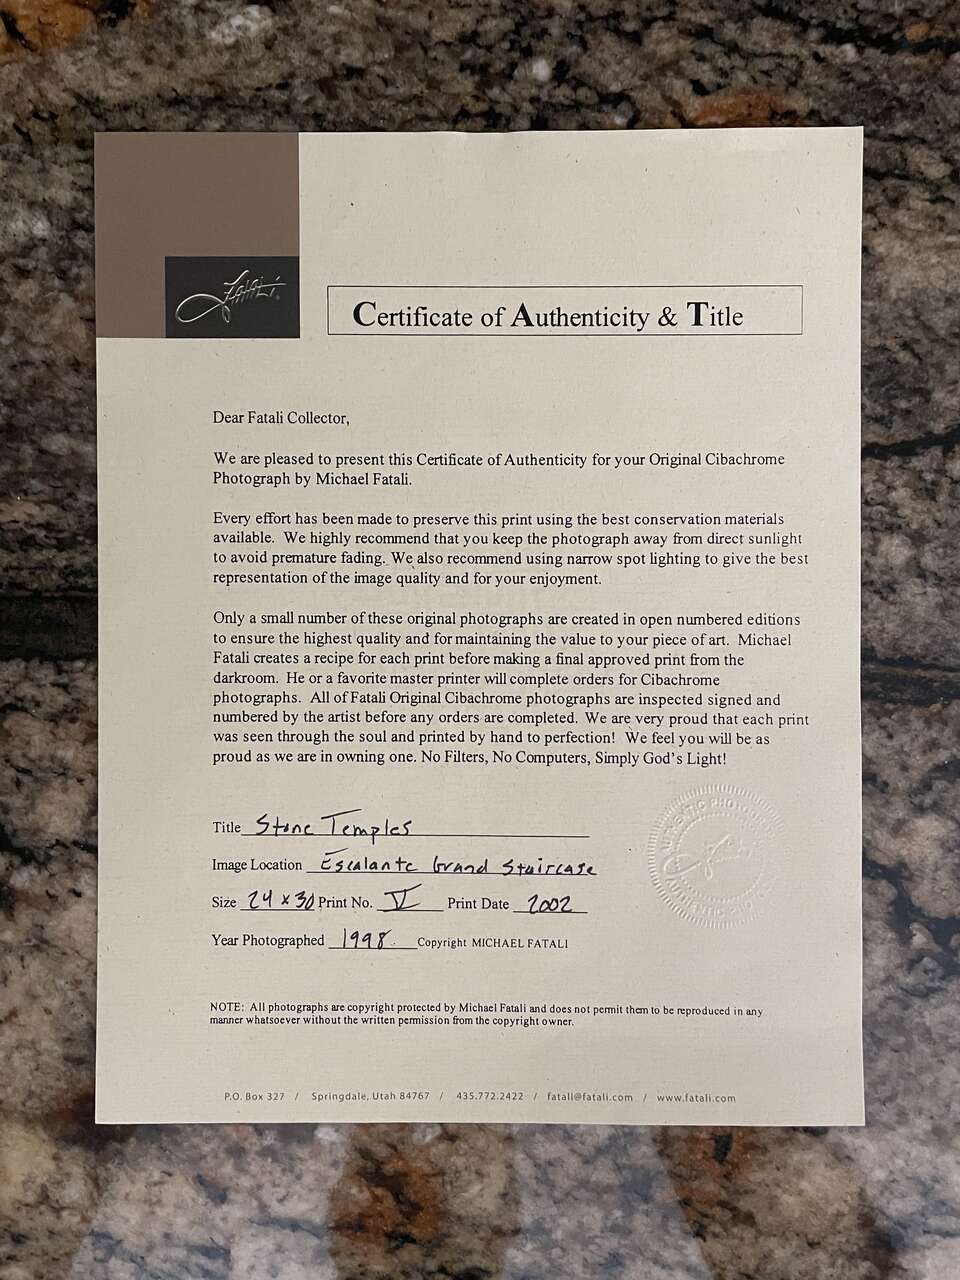 Fatali®
Certificate of Authenticity & Title
Dear Fatali Collector,
We are pleased to present this Certificate of Authenticity for your Original Cibachrome
Photograph by Michael Fatali.
Every effort has been made to preserve this print using the best conservation materials
available. We highly recommend that you keep the photograph away from direct sunlight
to avoid premature fading. We also recommend using narrow spot lighting to give the best
representation of the image quality and for your enjoyment.
Only a small number of these original photographs are created in open numbered editions
to ensure the highest quality and for maintaining the value to your piece of art. Michael
Fatali creates a recipe for each print before making a final approved print from the
darkroom. He or a favorite master printer will complete orders for Cibachrome
photographs. All of Fatali Original Cibachrome photographs are inspected signed and
numbered by the artist before any orders are completed. We are very proud that each print
was seen through the soul and printed by hand to perfection! We feel you will be as
proud as we are in owning one. No Filters, No Computers, Simply God's Light!
Title Stone Temples
Image Location Escalante Grand Staircase
Size 24 x 30 Print No. V Print Date 2002
Year Photographed 1998 Copyright MICHAEL FATALI
AUTHENTIC AUTHENTIC
NOTE: All photographs are copyright protected by Michael Fatali and does not permit them to be reproduced in any
manner whatsoever without the written permission from the copyright owner.
P.O. Box 327 / Springdale, Utah 84767 / 435.772.2422 / fatali@fatali.com / www.fatali.com